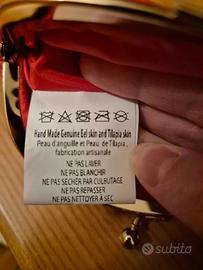 Hand Made Genuine Eel skin and Tilapia skin
Peau d'anguille et Peau de Tilapia,
fabrication artisanale
NE PAS LAVER
NE PAS BLANCHIR
NE PAS SECHER PAR CULBUTAGE
NE PAS REPASSER
NE PAS NETTOYER À SEC
subito